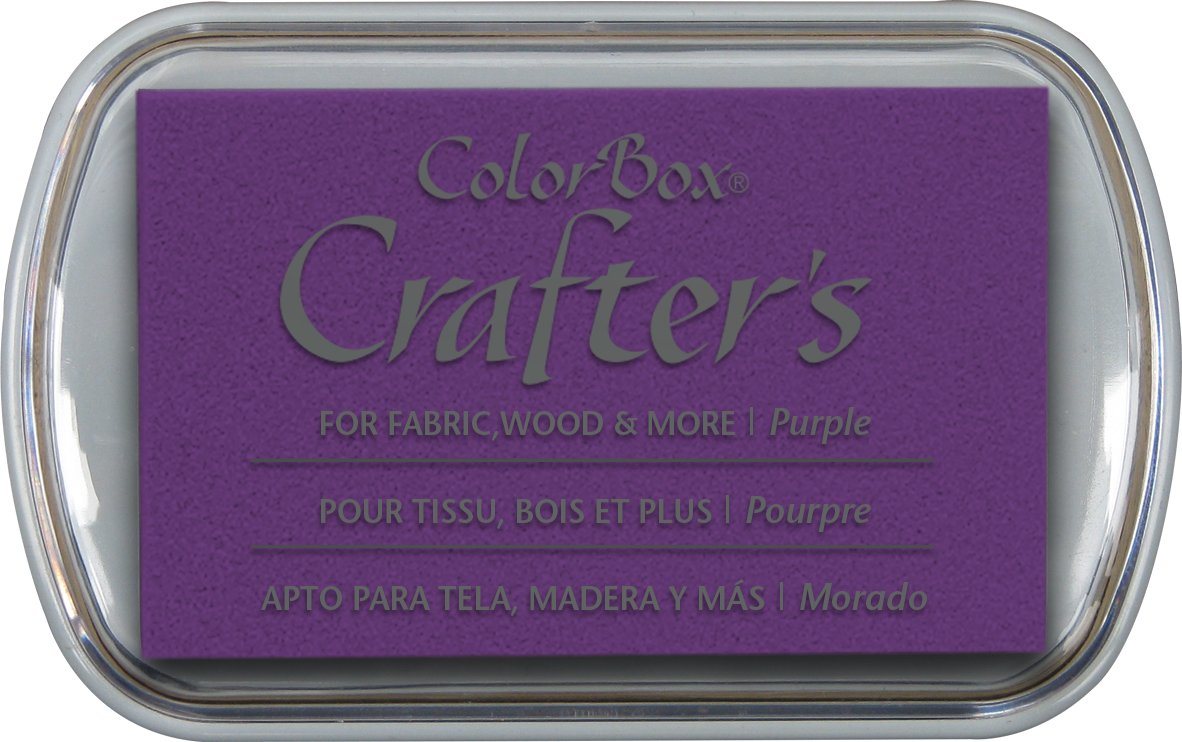 ColorBox®
Crafter's
FOR FABRIC,WOOD & MORE | Purple
POUR TISSU, BOIS ET PLUS | Pourpre
APTO PARA TELA, MADERA Y MÁS | Morado